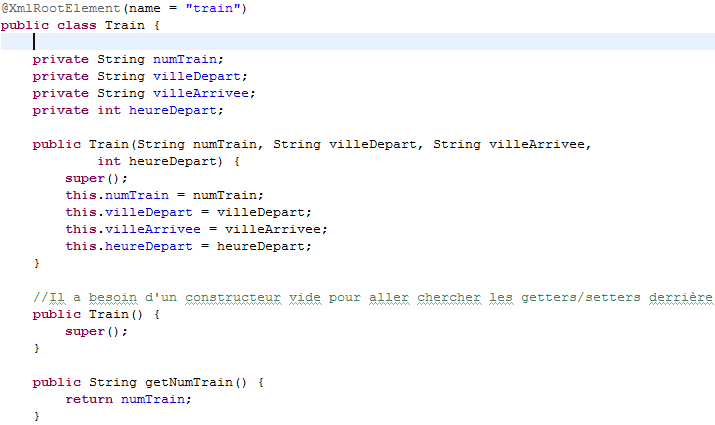 @XmlRootElement(name = "train")
public class Train {
private String numTrain;
private String villeDepart;
private String villeArrivee;
private int heureDepart;
public Train(String numTrain, String villeDepart, String villeArrivee,
int heureDepart) {
super();
this.numTrain = numTrain;
this.villeDepart = villeDepart;
this.villeArrivee = villeArrivee;
this.heureDepart = heureDepart;
}
//Il a besoin d'un constructeur vide pour aller chercher les getters/setters derrière
public Train() {
super();
}
public String getNumTrain() {
return numTrain;
}